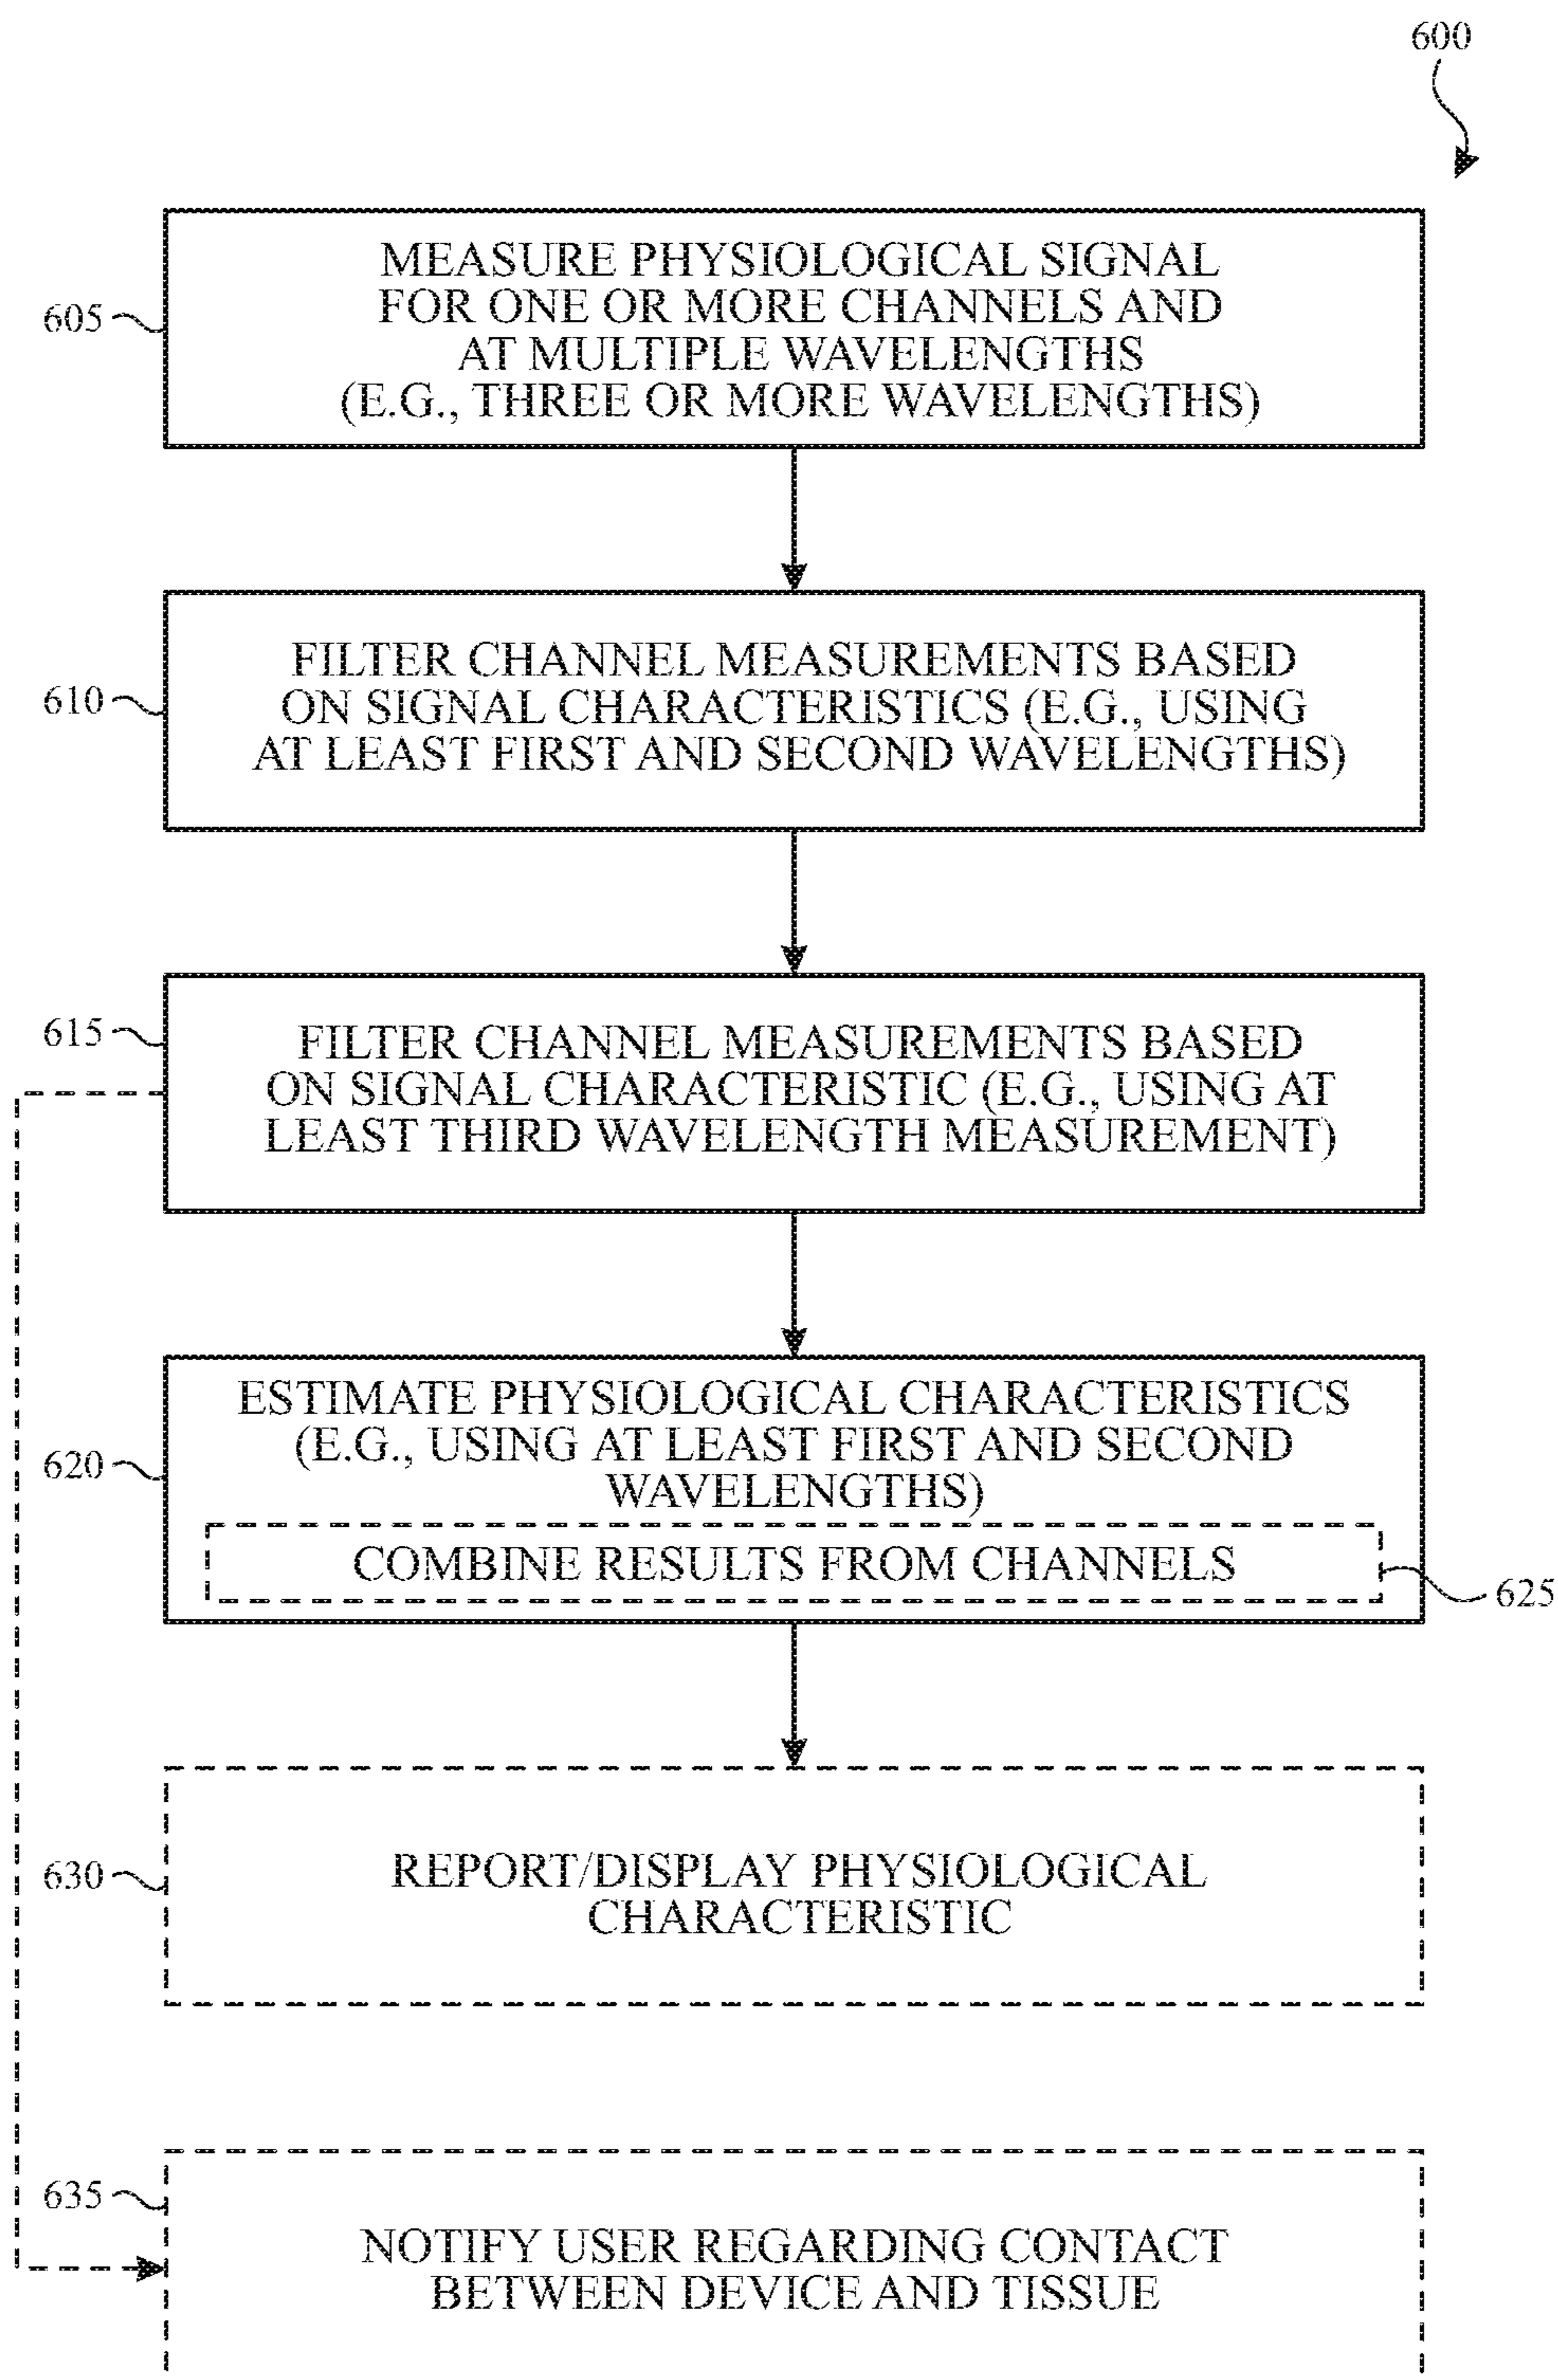 600
605
MEASURE PHYSIOLOGICAL SIGNAL
FOR ONE OR MORE CHANNELS AND
AT MULTIPLE WAVELENGTHS
(E.G., THREE OR MORE WAVELENGTHS)
610
FILTER CHANNEL MEASUREMENTS BASED
ON SIGNAL CHARACTERISTICS (E.G., USING
AT LEAST FIRST AND SECOND WAVELENGTHS)
615
FILTER CHANNEL MEASUREMENTS BASED
ON SIGNAL CHARACTERISTIC (E.G., USING AT
LEAST THIRD WAVELENGTH MEASUREMENT)
620
ESTIMATE PHYSIOLOGICAL CHARACTERISTICS
(E.G., USING AT LEAST FIRST AND SECOND
WAVELENGTHS)
COMBINE RESULTS FROM CHANNELS
625
630
REPORT/DISPLAY PHYSIOLOGICAL
CHARACTERISTIC
635
NOTIFY USER REGARDING CONTACT
BETWEEN DEVICE AND TISSUE